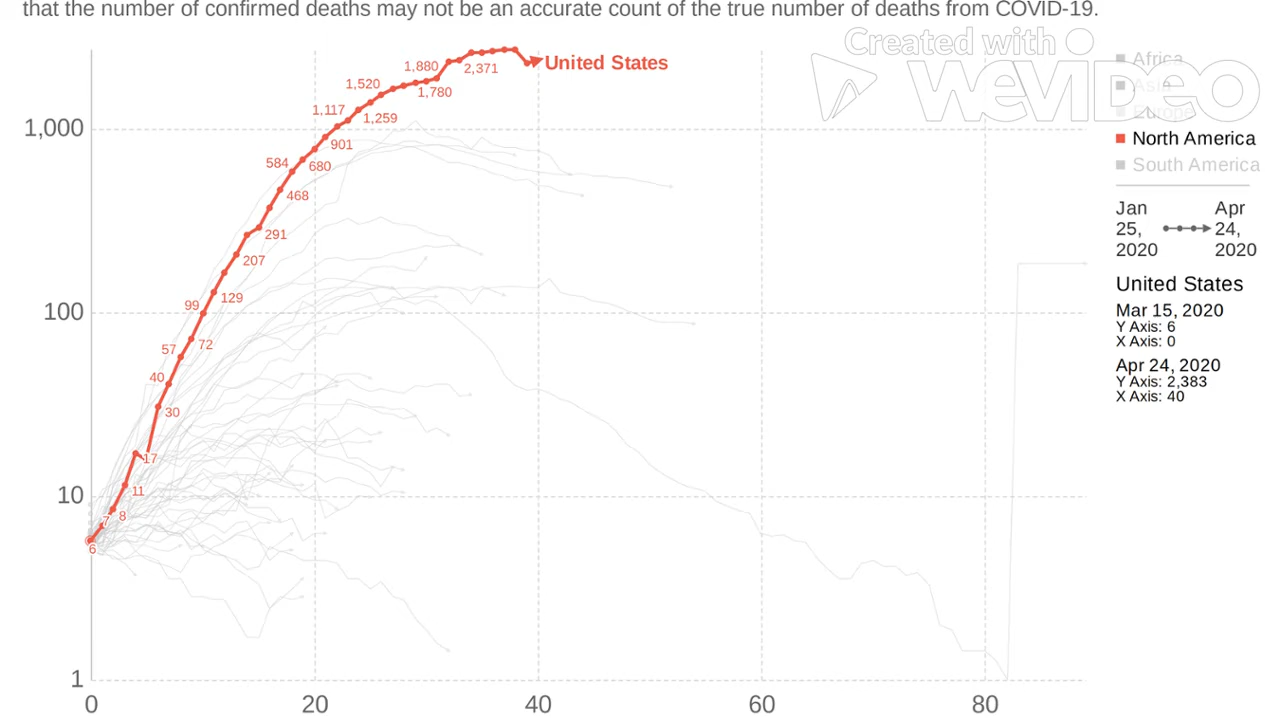 that the number of confirmed deaths may not be an accurate count of the true number of deaths from COVID-19.
Created with
WEVIDEO
Africa
Asia
Europe
North America
South America
Jan 25, 2020
Apr 24, 2020
United States
Mar 15, 2020
Y Axis: 6
X Axis: 0
Apr 24, 2020
Y Axis: 2,383
X Axis: 40
United States
1,880
2,371
1,520
1,780
1,117
1,259
1,000
901
584
680
468
291
207
129
99
100
72
57
40
30
17
11
10
8
7
6
1
0
20
40
60
80